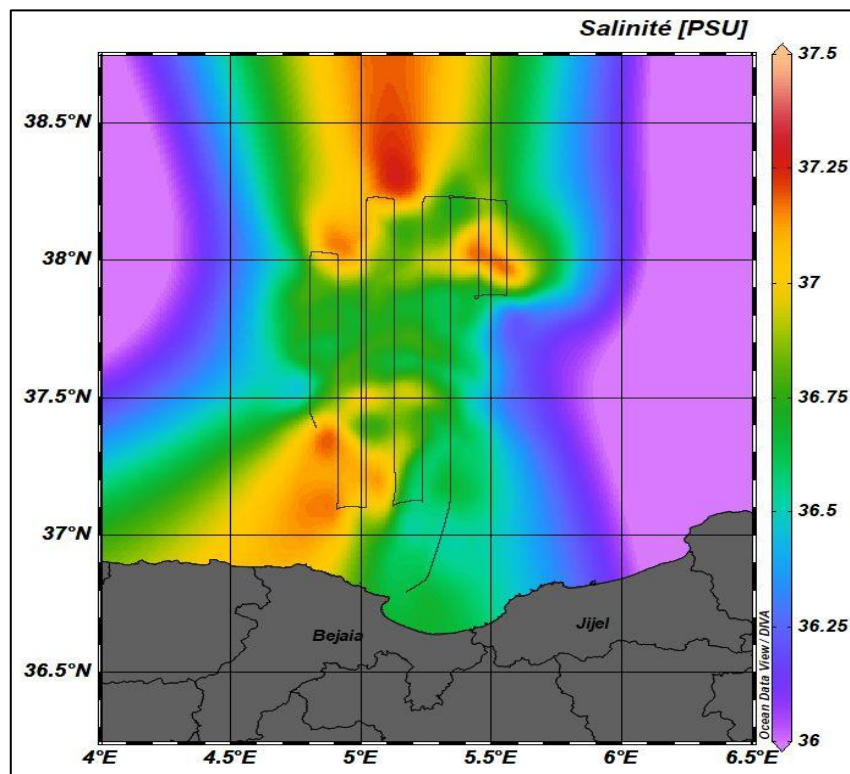 Salinité [PSU]
37.5
37.25
37
36.75
36.5
36.25
36
38.5°N
38°N
37.5°N
37°N
36.5°N
Bejaia
Jijel
Ocean Data View / DIVA
4°E
4.5°E
5°E
5.5°E
6°E
6.5°E